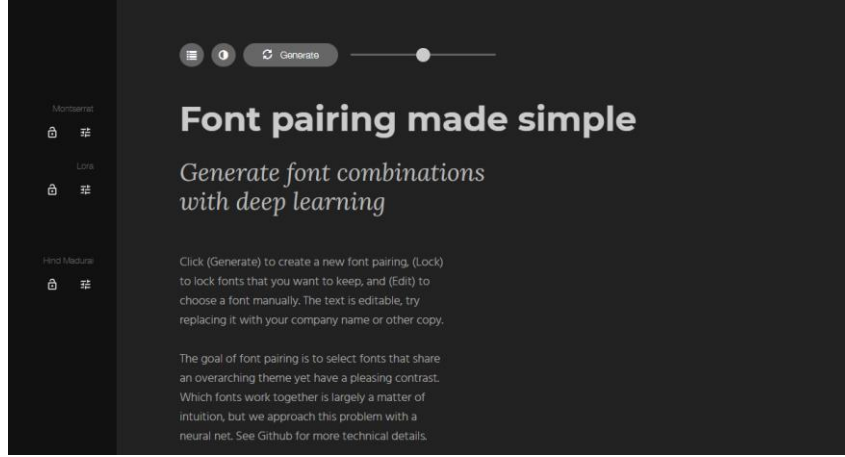 Generate
Montserrat
Font pairing made simple
Lora
Generate font combinations
with deep learning
Hind Madurai
Click (Generate) to create a new font pairing, (Lock)
to lock fonts that you want to keep, and (Edit) to
choose a font manually. The text is editable, try
replacing it with your company name or other copy.
The goal of font pairing is to select fonts that share
an overarching theme yet have a pleasing contrast.
Which fonts work together is largely a matter of
intuition, but we approach this problem with a
neural net. See Github for more technical details.